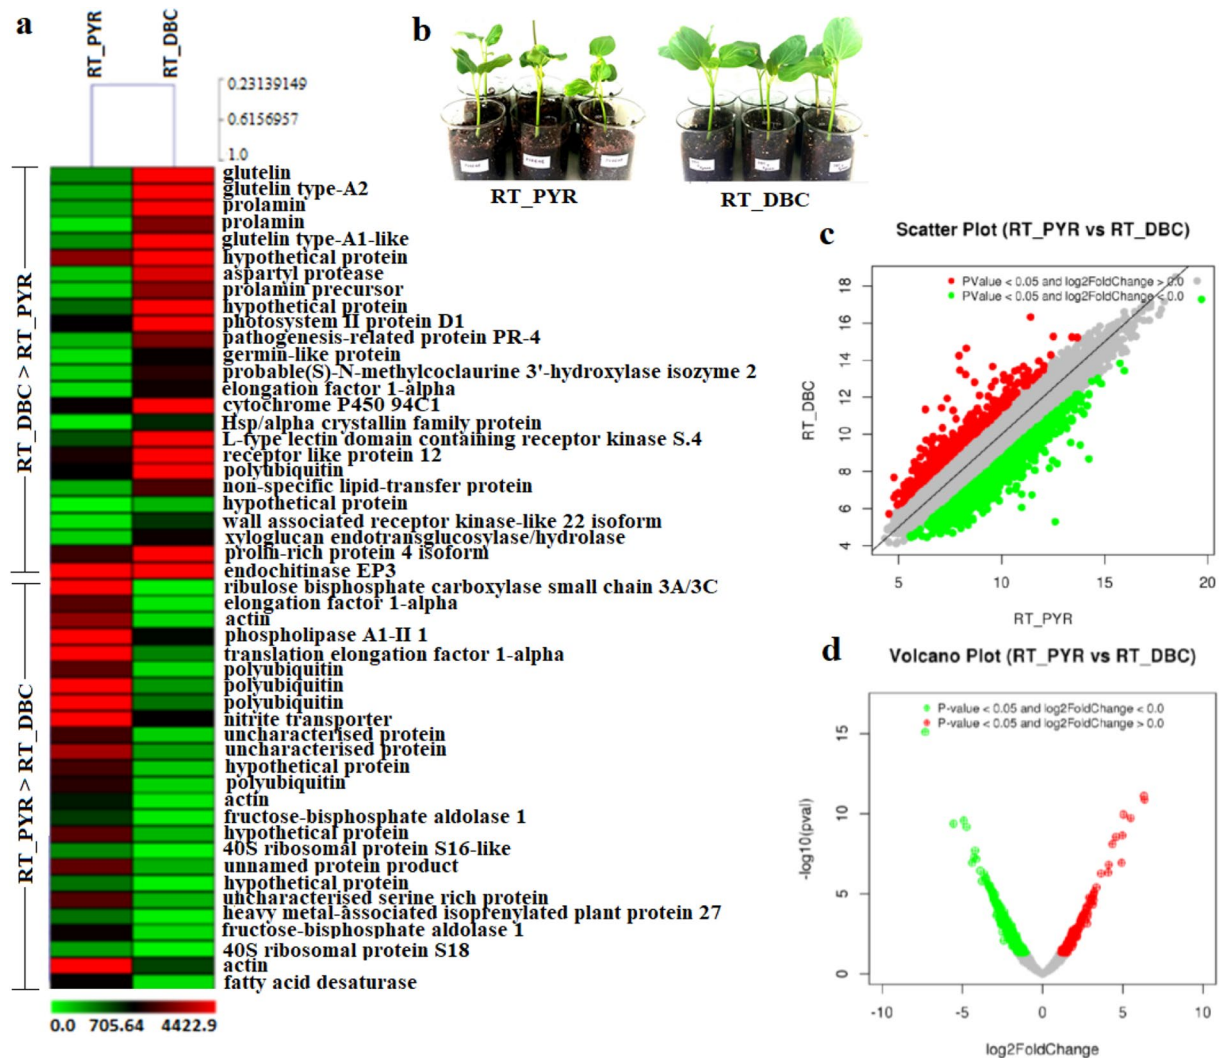 a
RT_PYR
RT_DBC
0.23139149
0.6156957
1.0
RT_DBC > RT_PYR
glutelin
glutelin type-A2
prolamin
prolamin
glutelin type-A1-like
hypothetical protein
aspartyl protease
prolamin precursor
hypothetical protein
photosystem II protein D1
pathogenesis-related protein PR-4
germin-like protein
probable(S)-N-methylcoclaurine 3'-hydroxylase isozyme 2
elongation factor 1-alpha
cytochrome P450 94C1
Hsp/alpha crystallin family protein
L-type lectin domain containing receptor kinase S.4
receptor like protein 12
polyubiquitin
non-specific lipid-transfer protein
hypothetical protein
wall associated receptor kinase-like 22 isoform
xyloglucan endotransglucosylase/hydrolase
prolin-rich protein 4 isoform
endochitinase EP3
RT_PYR > RT_DBC
ribulose bisphosphate carboxylase small chain 3A/3C
elongation factor 1-alpha
actin
phospholipase A1-II 1
translation elongation factor 1-alpha
polyubiquitin
polyubiquitin
polyubiquitin
nitrite transporter
uncharacterised protein
uncharacterised protein
hypothetical protein
polyubiquitin
actin
fructose-bisphosphate aldolase 1
hypothetical protein
40S ribosomal protein S16-like
unnamed protein product
hypothetical protein
uncharacterised serine rich protein
heavy metal-associated isoprenylated plant protein 27
fructose-bisphosphate aldolase 1
40S ribosomal protein S18
actin
fatty acid desaturase
0.0 705.64 4422.9
b
RT_PYR
RT_DBC
c
Scatter Plot (RT_PYR vs RT_DBC)
PValue < 0.05 and log2FoldChange > 0.0
PValue < 0.05 and log2FoldChange < 0.0
RT_DBC
18
16
14
12
10
8
6
4
5 10 15 20
RT_PYR
d
Volcano Plot (RT_PYR vs RT_DBC)
P-value < 0.05 and log2FoldChange < 0.0
P-value < 0.05 and log2FoldChange > 0.0
-log10(pval)
15
10
5
0
-10 -5 0 5 10
log2FoldChange